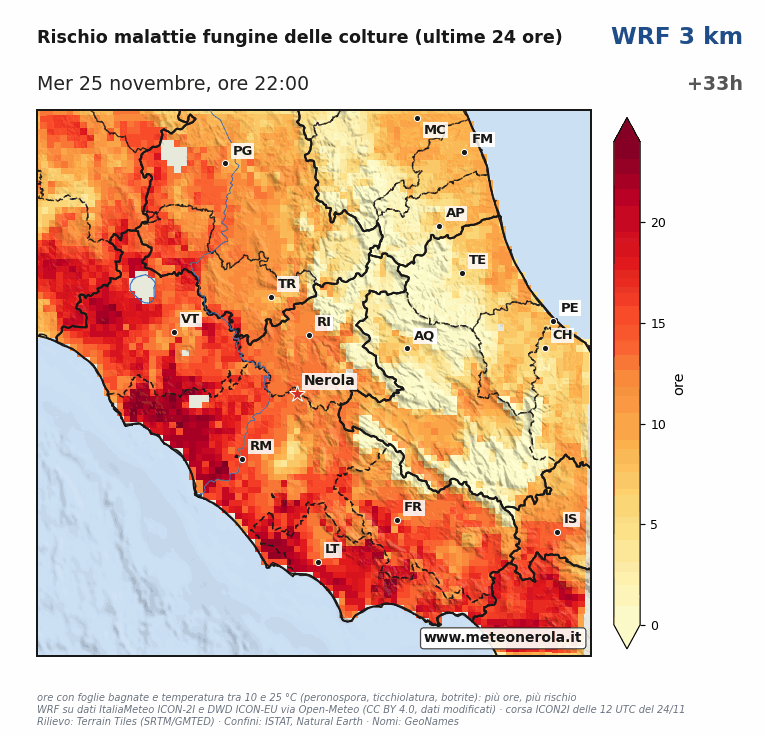 Rischio malattie fungine delle colture (ultime 24 ore)
WRF 3 km
Mer 25 novembre, ore 22:00
+33h
MC
FM
PG
AP
TE
TR
PE
VT
RI
CH
AQ
Nerola
RM
FR
IS
LT
www.meteonerola.it
20
15
10
5
0
ore
ore con foglie bagnate e temperatura tra 10 e 25 °C (peronospora, ticchiolatura, botrite): più ore, più rischio
WRF su dati ItaliaMeteo ICON-2I e DWD ICON-EU via Open-Meteo (CC BY 4.0, dati modificati) · corsa ICON2I delle 12 UTC del 24/11
Rilievo: Terrain Tiles (SRTM/GMTED) · Confini: ISTAT, Natural Earth · Nomi: GeoNames